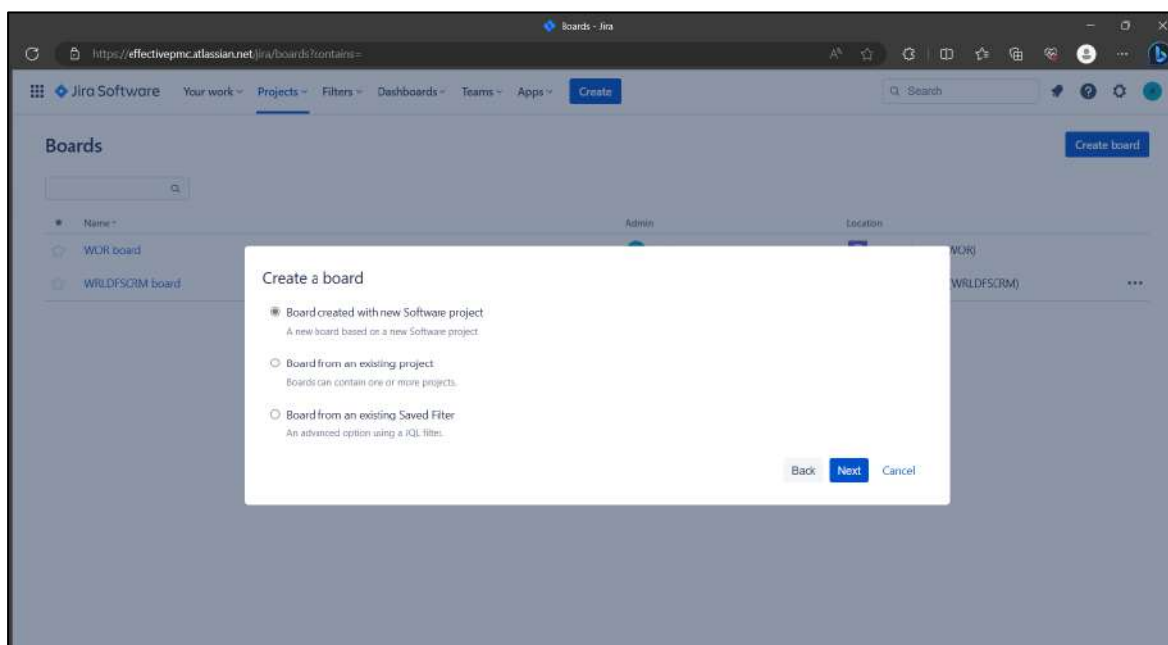 Boards - Jira
https://effectivepmc.atlassian.net/jira/boards?contains=
Jira Software Your work Projects Filters Dashboards Teams Apps Create Search
Boards Create board
Name Admin Location
WOR board WOR)
WRLDFSCRM board (WRLDFSCRM)
Create a board
Board created with new Software project
A new board based on a new Software project
Board from an existing project
Boards can contain one or more projects.
Board from an existing Saved Filter
An advanced option using a JQL filter.
Back Next Cancel